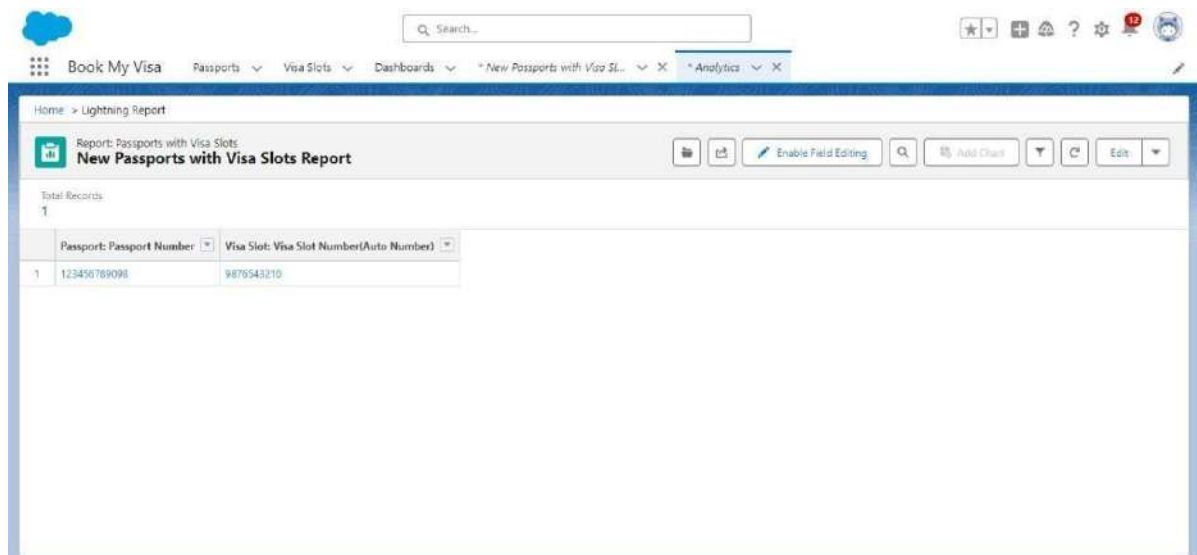 Search...
12
Book My Visa Passports Visa Slots Dashboards * New Passports with Visa Sl... * Analytics
Home > Lightning Report
Report: Passports with Visa Slots
New Passports with Visa Slots Report
Enable Field Editing Add Chart Edit
Total Records
1
Passport: Passport Number Visa Slot: Visa Slot Number(Auto Number)
1 123456789098 9876543210